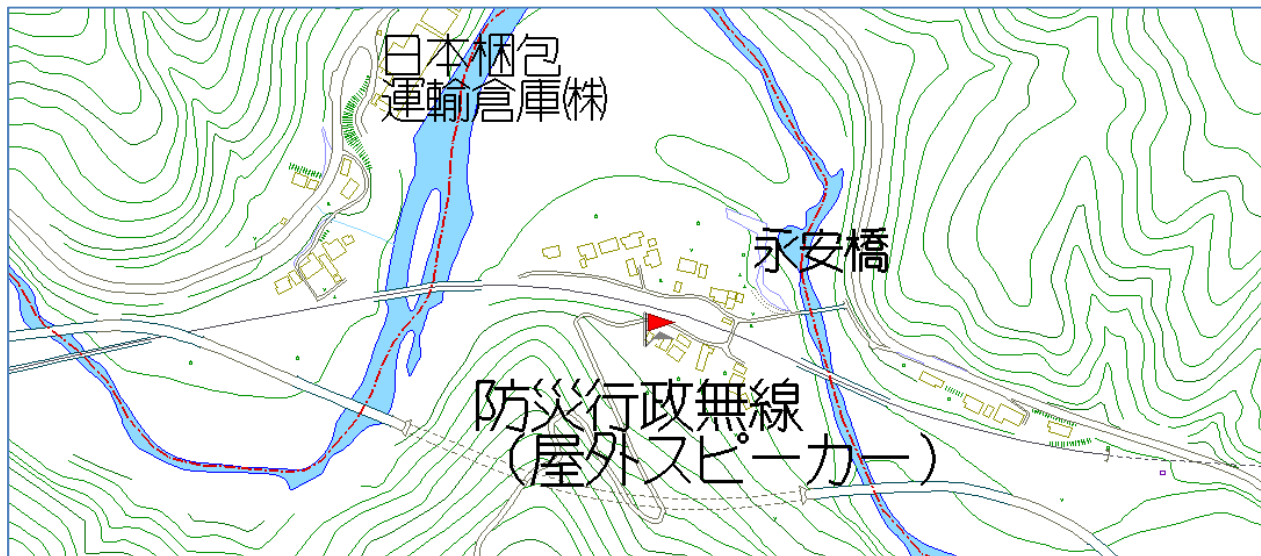 日本梱包
運輸倉庫㈱
永安橋
防災行政無線
（屋外スピーカー）